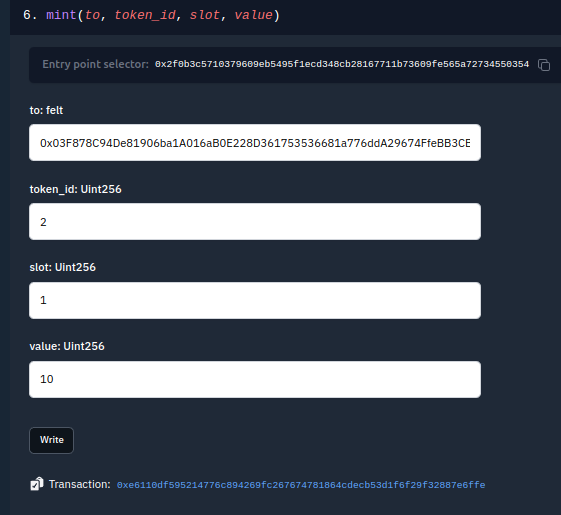 6. mint(to, token_id, slot, value)
Entry point selector: 0x2f0b3c5710379609eb5495f1ecd348cb28167711b73609fe565a72734550354
to: felt
0x03F878C94De81906ba1A016aB0E228D361753536681a776ddA29674FfeBB3CE
token_id: Uint256
2
slot: Uint256
1
value: Uint256
10
Write
Transaction: 0xe6110df595214776c894269fc267674781864cdecb53d1f6f29f32887e6ffe